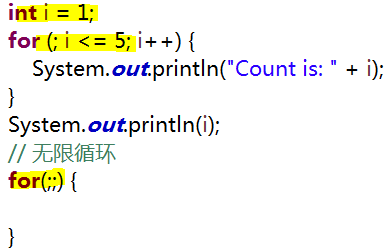 int i = 1;
for (; i <= 5; i++) {
System.out.println("Count is: " + i);
}
System.out.println(i);
// 无限循环
for(;;) {
}